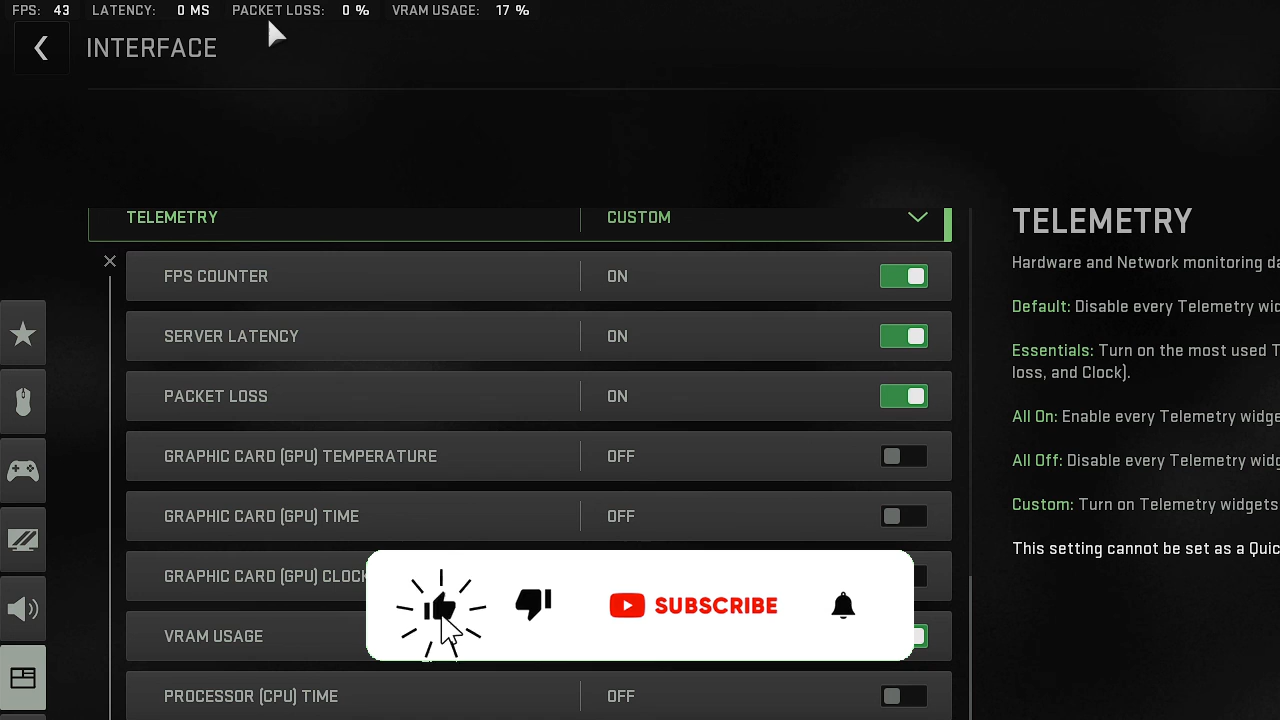 FPS: 43 LATENCY: 0 MS PACKET LOSS: 0 % VRAM USAGE: 17 %
INTERFACE
TELEMETRY CUSTOM
FPS COUNTER ON
SERVER LATENCY ON
PACKET LOSS ON
GRAPHIC CARD (GPU) TEMPERATURE OFF
GRAPHIC CARD (GPU) TIME OFF
GRAPHIC CARD (GPU) CLOCK
VRAM USAGE
PROCESSOR (CPU) TIME OFF
SUBSCRIBE
TELEMETRY
Hardware and Network monitoring
Default: Disable every Telemetry
Essentials: Turn on the most used
loss, and Clock).
All On: Enable every Telemetry
All Off: Disable every Telemetry
Custom: Turn on Telemetry widgets
This setting cannot be set as a